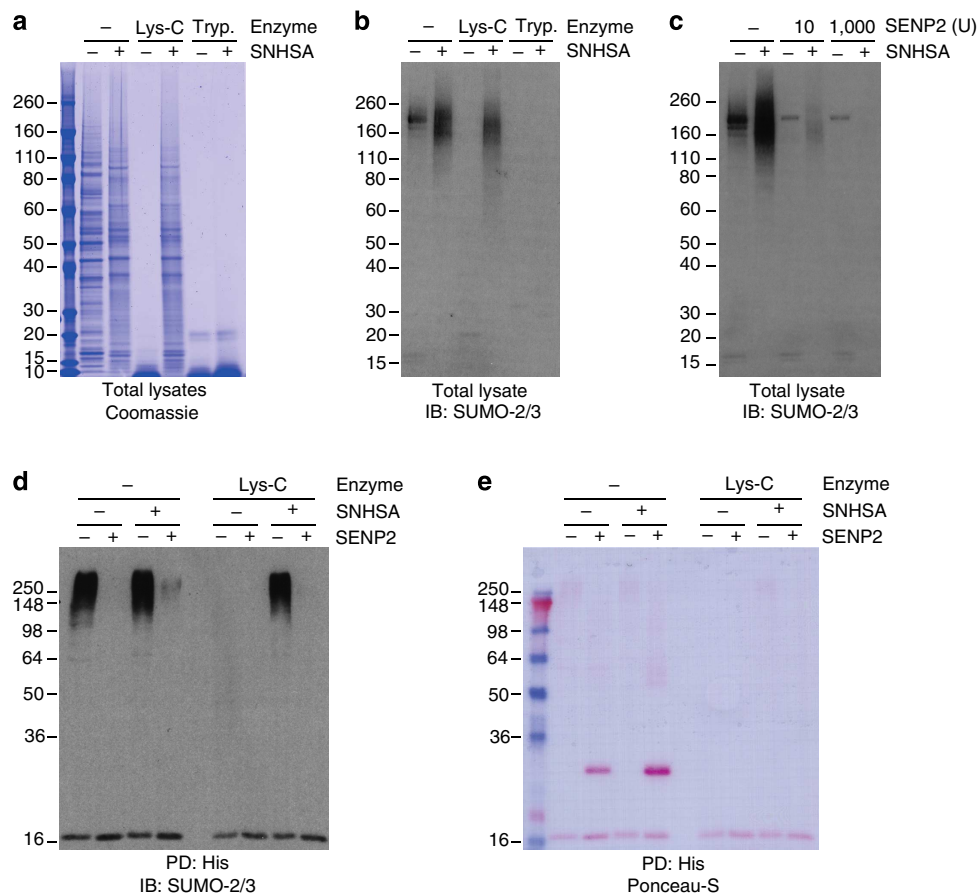 a
– Lys-C Tryp. Enzyme
– + – + – + SNHSA
260
160
110
80
60
50
40
30
20
15
10
Total lysates
Coomassie
b
– Lys-C Tryp. Enzyme
– + – + – + SNHSA
260
160
110
80
60
50
40
30
20
15
Total lysate
IB: SUMO-2/3
c
– 10 1,000 SENP2 (U)
– + – + – + SNHSA
260
160
110
80
60
50
40
30
20
15
Total lysate
IB: SUMO-2/3
d
– Lys-C Enzyme
– + – + SNHSA
– + – + – + – + SENP2
250
148
98
64
50
36
16
PD: His
IB: SUMO-2/3
e
– Lys-C Enzyme
– + – + SNHSA
– + – + – + – + SENP2
250
148
98
64
50
36
16
PD: His
Ponceau-S